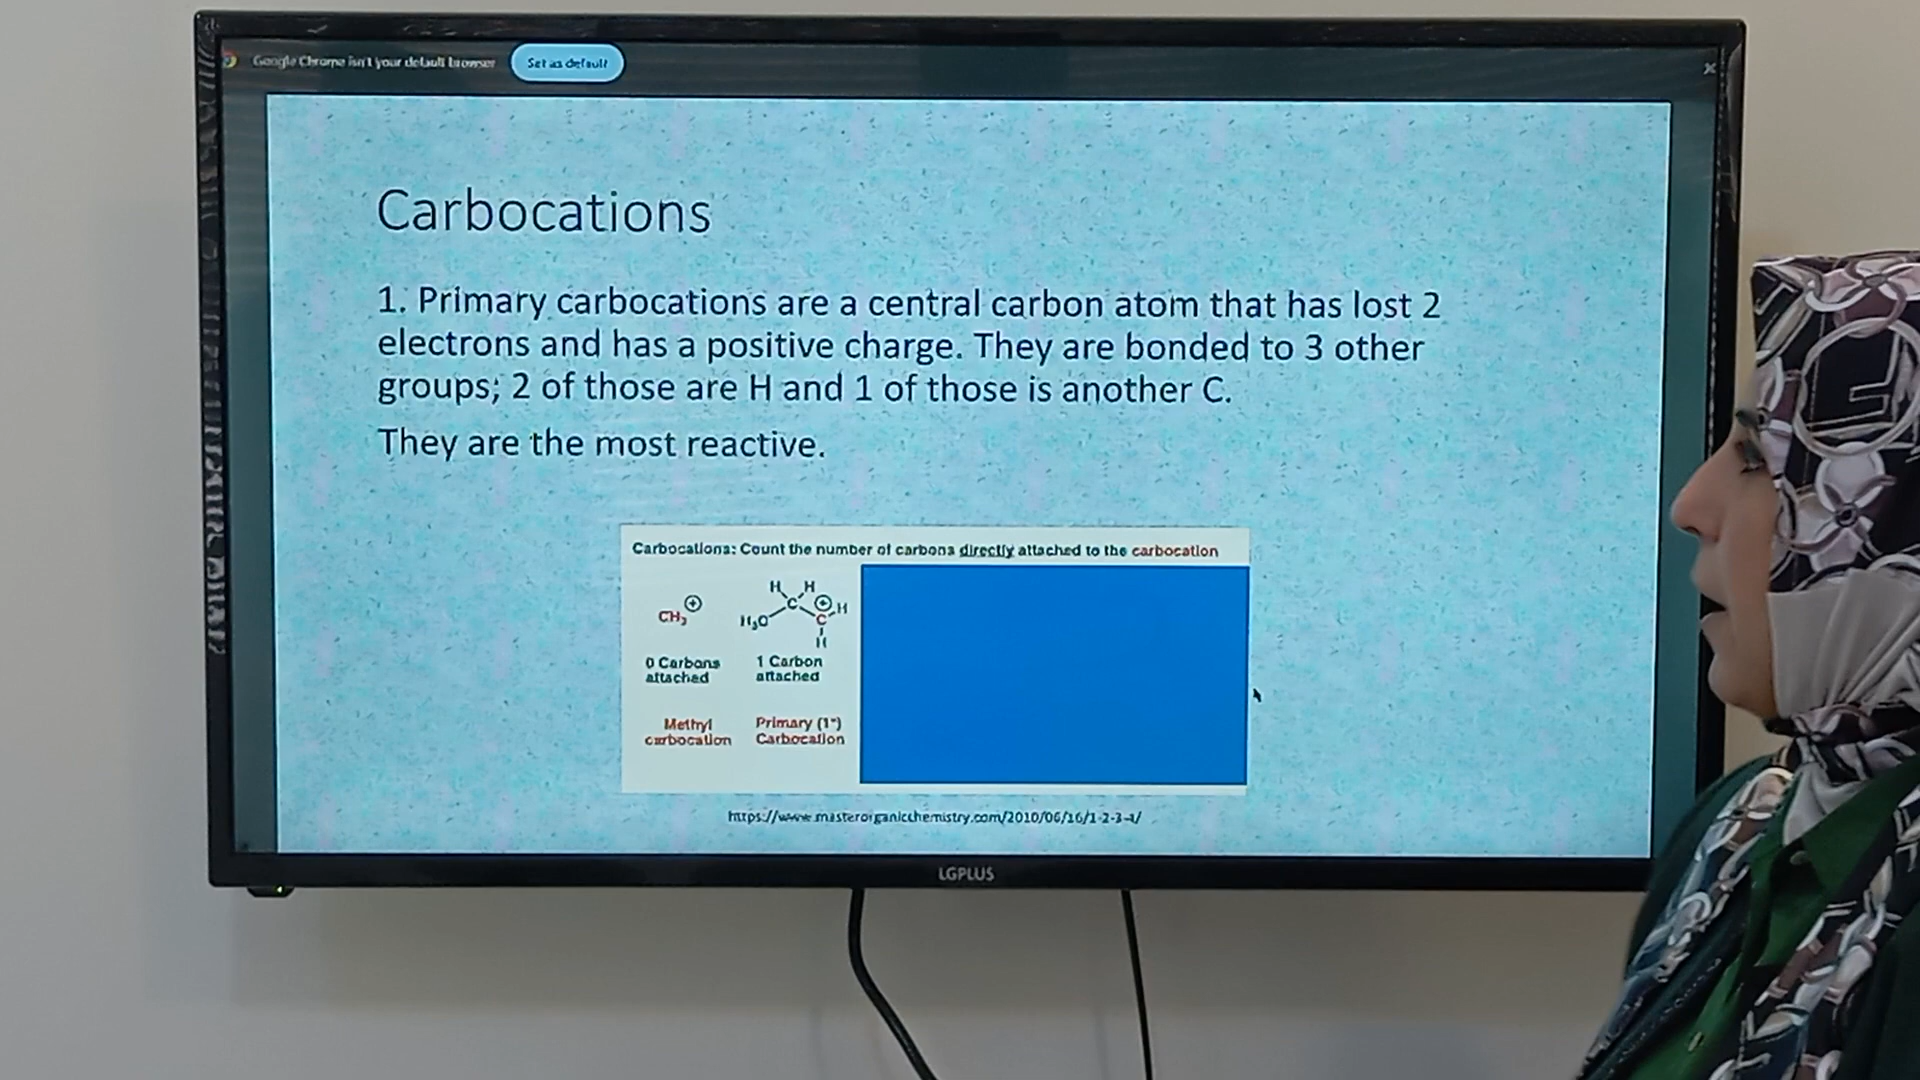 Google Chrome isn't your default browser
Set as default
Carbocations
1. Primary carbocations are a central carbon atom that has lost 2
electrons and has a positive charge. They are bonded to 3 other
groups; 2 of those are H and 1 of those is another C.
They are the most reactive.
Carbocations: Count the number of carbons directly attached to the carbocation
CH3 +
H H
C + H
H3C C
H
0 Carbons attached
1 Carbon attached
Methyl carbocation
Primary (1°) Carbocation
https://www.masterorganicchemistry.com/2010/06/16/1-2-3-4/
LGPLUS